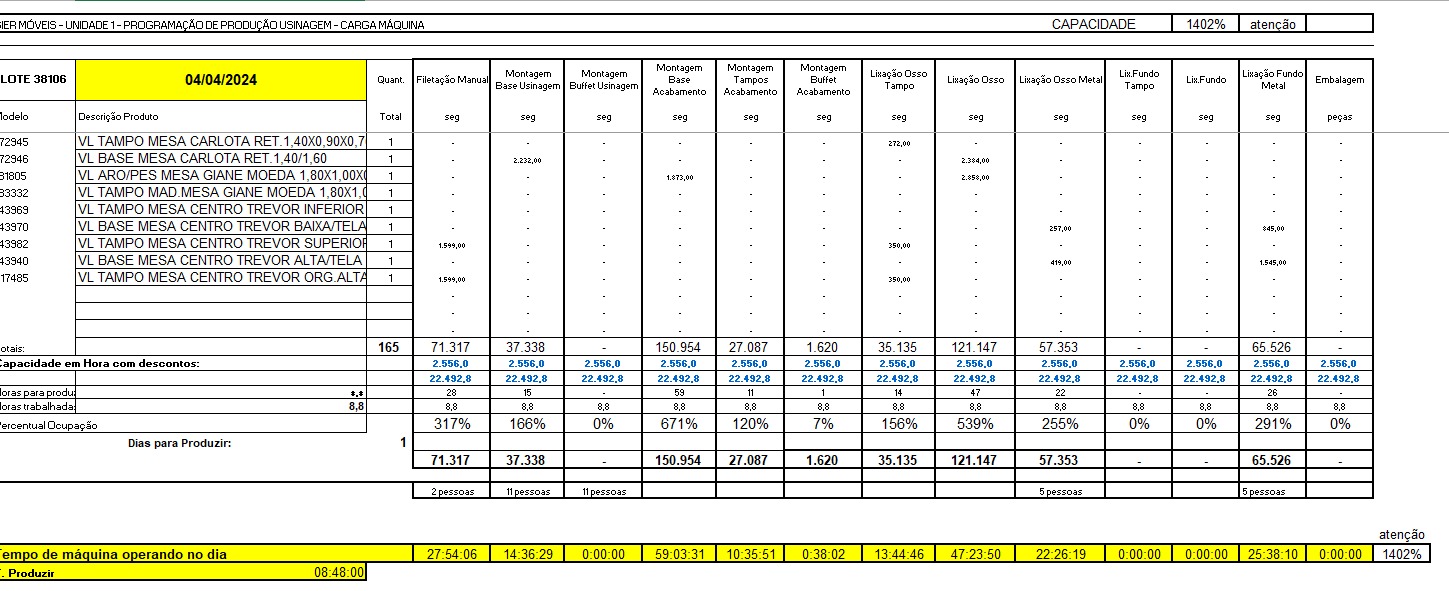 IER MÓVEIS - UNIDADE 1 - PROGRAMAÇÃO DE PRODUÇÃO USINAGEM - CARGA MÁQUINA CAPACIDADE 1402% atenção
LOTE 38106 04/04/2024 Quant. Filetação Manual Montagem Base Usinagem Montagem Buffet Usinagem Montagem Base Acabamento Montagem Tampos Acabamento Montagem Buffet Acabamento Lixação Osso Tampo Lixação Osso Lixação Osso Metal Lix.Fundo Tampo Lix.Fundo Lixação Fundo Metal Embalagem
Modelo Descrição Produto Total seg seg seg seg seg seg seg seg seg seg seg seg peças
72945 VL TAMPO MESA CARLOTA RET.1,40X0,90X0,7 1 - - - - - - 272,00 - - - - - -
72946 VL BASE MESA CARLOTA RET.1,40/1,60 1 - 2.232,00 - - - - - 2.384,00 - - - - -
81805 VL ARO/PES MESA GIANE MOEDA 1,80X1,00X0 1 - - - 1.873,00 - - - 2.858,00 - - - - -
83332 VL TAMPO MAD.MESA GIANE MOEDA 1,80X1,0 1 - - - - - - - - - - - - -
43969 VL TAMPO MESA CENTRO TREVOR INFERIOR 1 - - - - - - - - - - - - -
43970 VL BASE MESA CENTRO TREVOR BAIXA/TELA 1 - - - - - - - - 257,00 - - 845,00 -
43982 VL TAMPO MESA CENTRO TREVOR SUPERIOR 1 1.599,00 - - - - - 350,00 - - - - - -
43940 VL BASE MESA CENTRO TREVOR ALTA/TELA 1 - - - - - - - - 419,00 - - 1.545,00 -
17485 VL TAMPO MESA CENTRO TREVOR ORG.ALTA 1 1.599,00 - - - - - 350,00 - - - - - -
- - - - - - - - - - - - -
- - - - - - - - - - - - -
- - - - - - - - - - - - -
otais: 165 71.317 37.338 - 150.954 27.087 1.620 35.135 121.147 57.353 - - 65.526 -
Capacidade em Hora com descontos: 2.556,0 2.556,0 2.556,0 2.556,0 2.556,0 2.556,0 2.556,0 2.556,0 2.556,0 2.556,0 2.556,0 2.556,0 2.556,0
22.492,8 22.492,8 22.492,8 22.492,8 22.492,8 22.492,8 22.492,8 22.492,8 22.492,8 22.492,8 22.492,8 22.492,8 22.492,8
oras para produ *,* 28 15 - 59 11 1 14 47 22 - - 26 -
oras trabalhada 8,8 8,8 8,8 8,8 8,8 8,8 8,8 8,8 8,8 8,8 8,8 8,8 8,8 8,8
ercentual Ocupação 317% 166% 0% 671% 120% 7% 156% 539% 255% 0% 0% 291% 0%
Dias para Produzir: 1
71.317 37.338 - 150.954 27.087 1.620 35.135 121.147 57.353 - - 65.526 -
2 pessoas 11 pessoas 11 pessoas 5 pessoas 5 pessoas
atenção
Tempo de máquina operando no dia 27:54:06 14:36:29 0:00:00 59:03:31 10:35:51 0:38:02 13:44:46 47:23:50 22:26:19 0:00:00 0:00:00 25:38:10 0:00:00 1402%
. Produzir 08:48:00